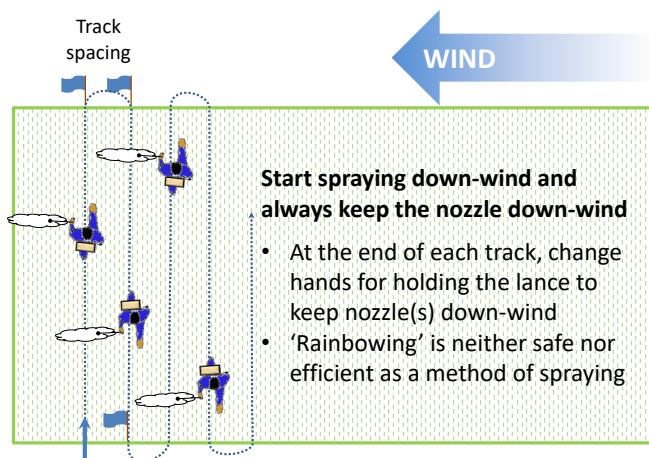 Track
spacing
WIND
Start spraying down-wind and
always keep the nozzle down-wind
• At the end of each track, change
hands for holding the lance to
keep nozzle(s) down-wind
• ‘Rainbowing’ is neither safe nor
efficient as a method of spraying